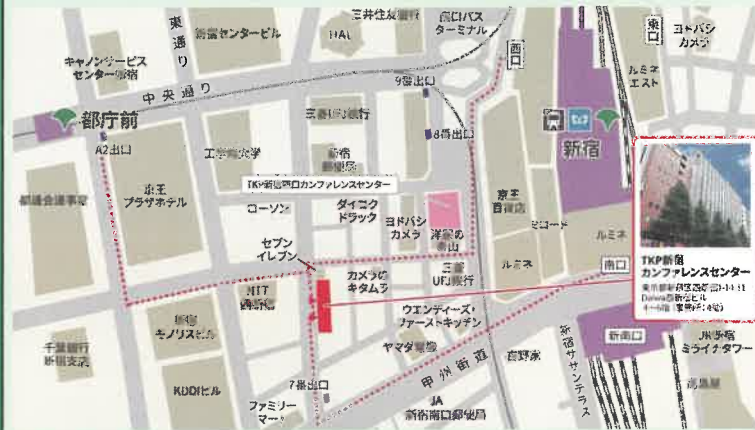 東通り
新宿センタービル
HAL
三井住友銀行
西口バス
ターミナル
東口
ヨドバシ
カメラ
キャノンサービス
センター新宿
中央通り
9番出口
西口
ルミネ
エスト
都庁前
三菱UFJ銀行
8番出口
新宿
A2出口
工学院大学
新宿
郵便局
TKP新宿西口カンファレンスセンター
都議会議事堂
京王
プラザホテル
ローソン
ダイコク
ドラック
ヨドバシ
カメラ
洋服の
青山
京王
百貨店
ミロード
ルミネ
セブン
イレブン
ルミネ
南口
TKP新宿
カンファレンスセンター
NTT
カメラの
キタムラ
三菱
UFJ銀行
新宿
モノリスビル
ウエンディーズ・
ファーストキッチン
千葉銀行
新宿支店
ヤマダ電機
甲州街道
吉野家
新宿サザンテラス
新南口
JR新宿
ミライナタワー
KDDIビル
7番出口
ファミリー
マート
JA
新宿南口郵便局
高島屋